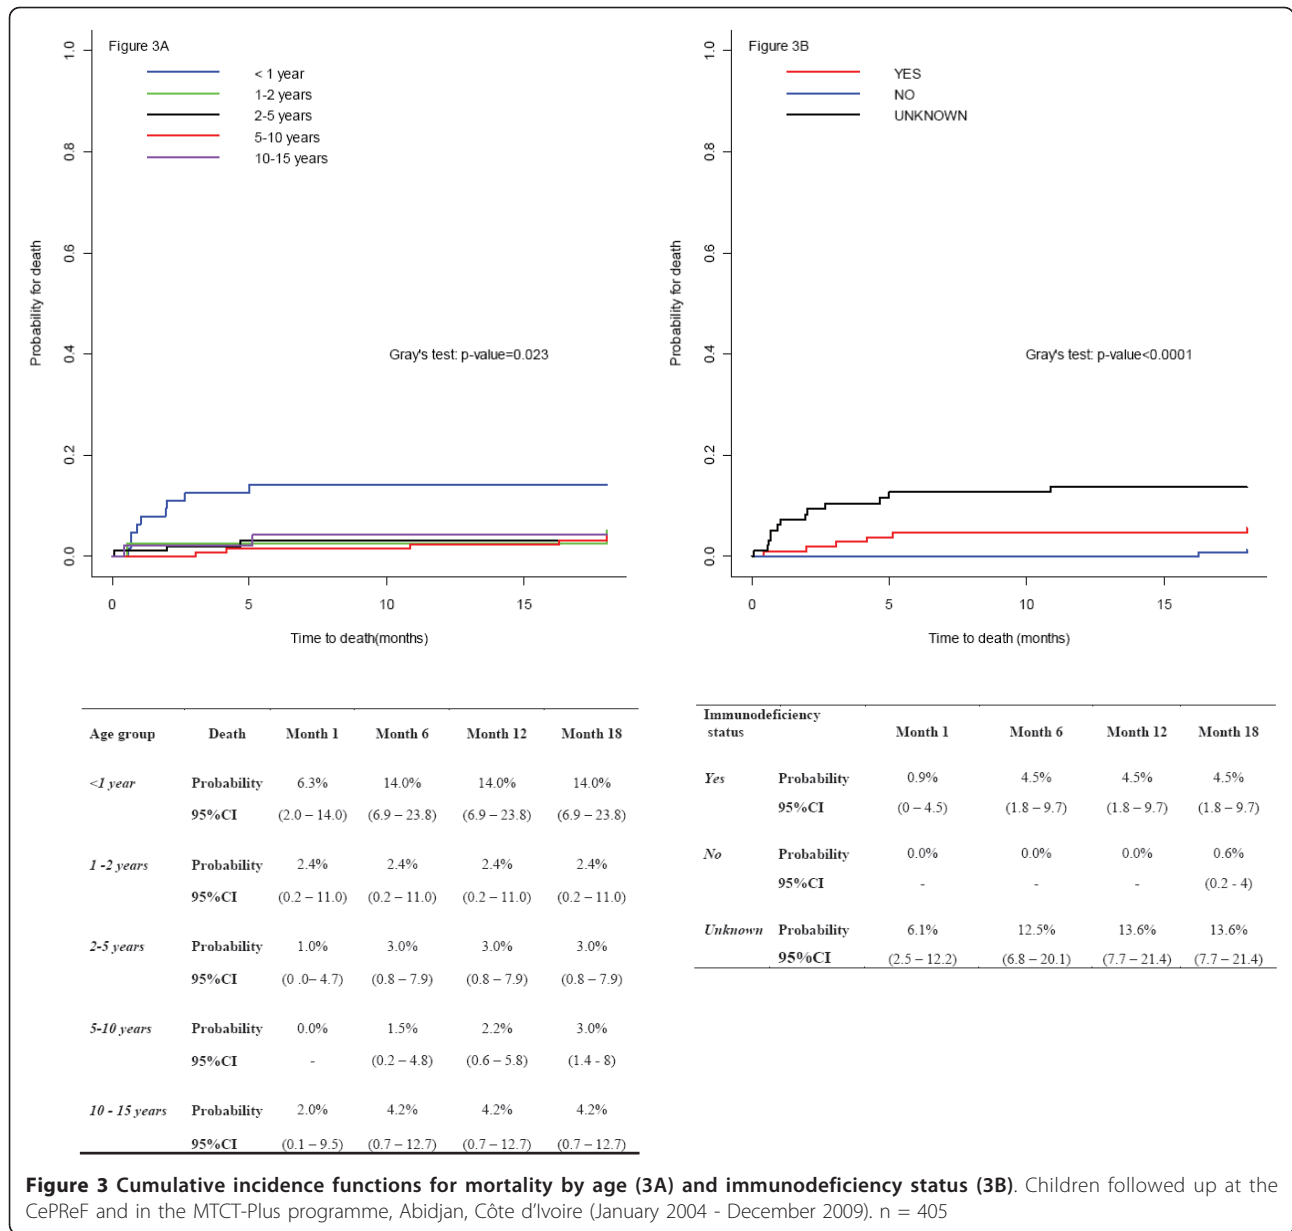 Figure 3A
< 1 year
1-2 years
2-5 years
5-10 years
10-15 years
Probability for death
1.0
0.8
0.6
0.4
0.2
0.0
Gray's test: p-value=0.023
0 5 10 15
Time to death(months)
Figure 3B
YES
NO
UNKNOWN
Probability for death
1.0
0.8
0.6
0.4
0.2
0.0
Gray's test: p-value<0.0001
0 5 10 15
Time to death (months)
Age group Death Month 1 Month 6 Month 12 Month 18
<1 year Probability 6.3% 14.0% 14.0% 14.0%
95%CI (2.0 – 14.0) (6.9 – 23.8) (6.9 – 23.8) (6.9 – 23.8)
1 -2 years Probability 2.4% 2.4% 2.4% 2.4%
95%CI (0.2 – 11.0) (0.2 – 11.0) (0.2 – 11.0) (0.2 – 11.0)
2-5 years Probability 1.0% 3.0% 3.0% 3.0%
95%CI (0 .0– 4.7) (0.8 – 7.9) (0.8 – 7.9) (0.8 – 7.9)
5-10 years Probability 0.0% 1.5% 2.2% 3.0%
95%CI - (0.2 – 4.8) (0.6 – 5.8) (1.4 - 8)
10 - 15 years Probability 2.0% 4.2% 4.2% 4.2%
95%CI (0.1 – 9.5) (0.7 – 12.7) (0.7 – 12.7) (0.7 – 12.7)
Immunodeficiency
status Month 1 Month 6 Month 12 Month 18
Yes Probability 0.9% 4.5% 4.5% 4.5%
95%CI (0 – 4.5) (1.8 – 9.7) (1.8 – 9.7) (1.8 – 9.7)
No Probability 0.0% 0.0% 0.0% 0.6%
95%CI - - - (0.2 - 4)
Unknown Probability 6.1% 12.5% 13.6% 13.6%
95%CI (2.5 – 12.2) (6.8 – 20.1) (7.7 – 21.4) (7.7 – 21.4)
Figure 3 Cumulative incidence functions for mortality by age (3A) and immunodeficiency status (3B). Children followed up at the
CePReF and in the MTCT-Plus programme, Abidjan, Côte d'Ivoire (January 2004 - December 2009). n = 405